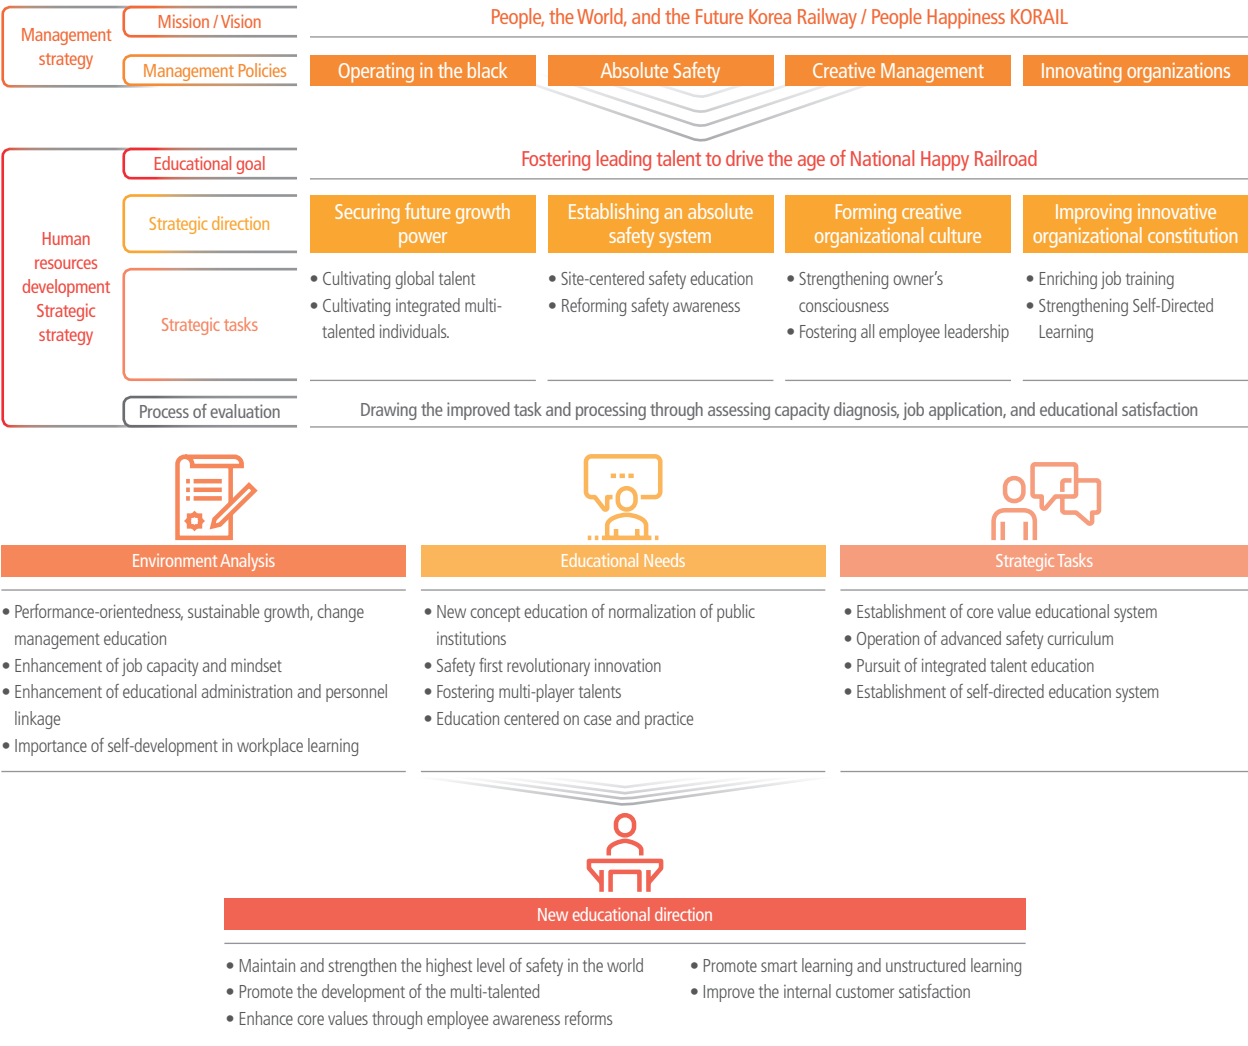 Management
strategy
Mission / Vision
People, the World, and the Future Korea Railway / People Happiness KORAIL
Management Policies
Operating in the black
Absolute Safety
Creative Management
Innovating organizations
Human
resources
development
Strategic
strategy
Educational goal
Fostering leading talent to drive the age of National Happy Railroad
Strategic direction
Securing future growth
power
Establishing an absolute
safety system
Forming creative
organizational culture
Improving innovative
organizational constitution
Strategic tasks
• Cultivating global talent
• Cultivating integrated multi-
talented individuals.
• Site-centered safety education
• Reforming safety awareness
• Strengthening owner’s
consciousness
• Fostering all employee leadership
• Enriching job training
• Strengthening Self-Directed
Learning
Process of evaluation
Drawing the improved task and processing through assessing capacity diagnosis, job application, and educational satisfaction
Environment Analysis
• Performance-orientedness, sustainable growth, change
management education
• Enhancement of job capacity and mindset
• Enhancement of educational administration and personnel
linkage
• Importance of self-development in workplace learning
Educational Needs
• New concept education of normalization of public
institutions
• Safety first revolutionary innovation
• Fostering multi-player talents
• Education centered on case and practice
Strategic Tasks
• Establishment of core value educational system
• Operation of advanced safety curriculum
• Pursuit of integrated talent education
• Establishment of self-directed education system
New educational direction
• Maintain and strengthen the highest level of safety in the world
• Promote the development of the multi-talented
• Enhance core values through employee awareness reforms
• Promote smart learning and unstructured learning
• Improve the internal customer satisfaction